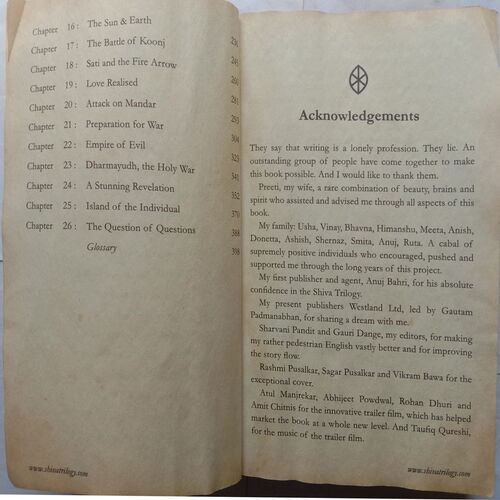 Chapter 16 : The Sun & Earth
Chapter 17 : The Battle of Koonj 245
Chapter 18 : Sati and the Fire Arrow 260
Chapter 19 : Love Realised 281
Chapter 20 : Attack on Mandar 293
Chapter 21 : Preparation for War 304
Chapter 22 : Empire of Evil 323
Chapter 23 : Dharmayudh, the Holy War 341
Chapter 24 : A Stunning Revelation 352
Chapter 25 : Island of the Individual 370
Chapter 26 : The Question of Questions 388
Glossary 398
www.shivatrilogy.com
Acknowledgements
They say that writing is a lonely profession. They lie. An
outstanding group of people have come together to make
this book possible. And I would like to thank them.
Preeti, my wife, a rare combination of beauty, brains and
spirit who assisted and advised me through all aspects of this
book.
My family: Usha, Vinay, Bhavna, Himanshu, Meeta, Anish,
Donetta, Ashish, Shernaz, Smita, Anuj, Ruta. A cabal of
supremely positive individuals who encouraged, pushed and
supported me through the long years of this project.
My first publisher and agent, Anuj Bahri, for his absolute
confidence in the Shiva Trilogy.
My present publishers Westland Ltd, led by Gautam
Padmanabhan, for sharing a dream with me.
Sharvani Pandit and Gauri Dange, my editors, for making
my rather pedestrian English vastly better and for improving
the story flow.
Rashmi Pusalkar, Sagar Pusalkar and Vikram Bawa for the
exceptional cover.
Atul Manjrekar, Abhijeet Powdwal, Rohan Dhuri and
Amit Chitnis for the innovative trailer film, which has helped
market the book at a whole new level. And Taufiq Qureshi,
for the music of the trailer film.
www.shivatrilogy.com